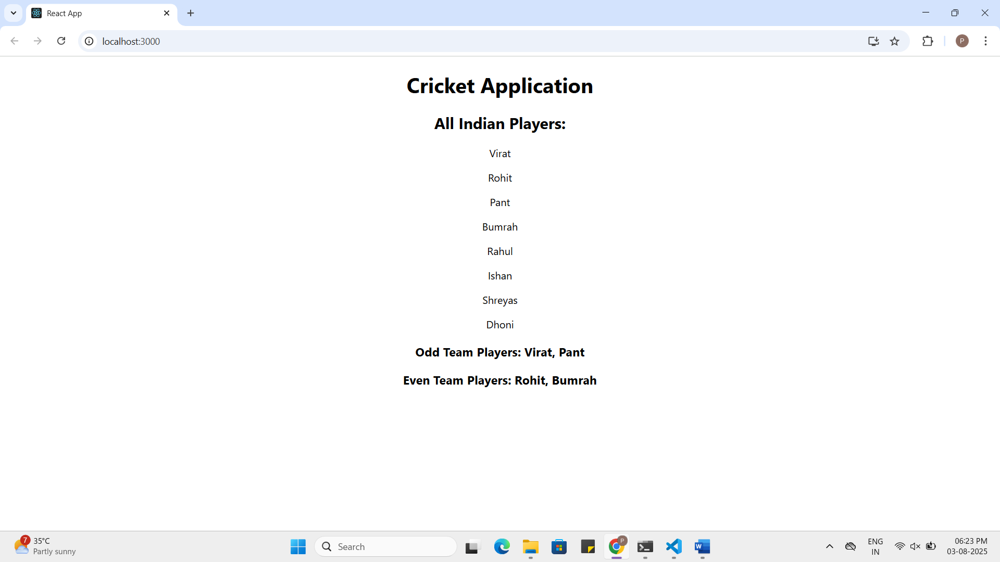 React App
localhost:3000
P
Cricket Application
All Indian Players:
Virat
Rohit
Pant
Bumrah
Rahul
Ishan
Shreyas
Dhoni
Odd Team Players: Virat, Pant
Even Team Players: Rohit, Bumrah
7
35°C
Partly sunny
Search
P
W
ENG
IN
06:23 PM
03-08-2025